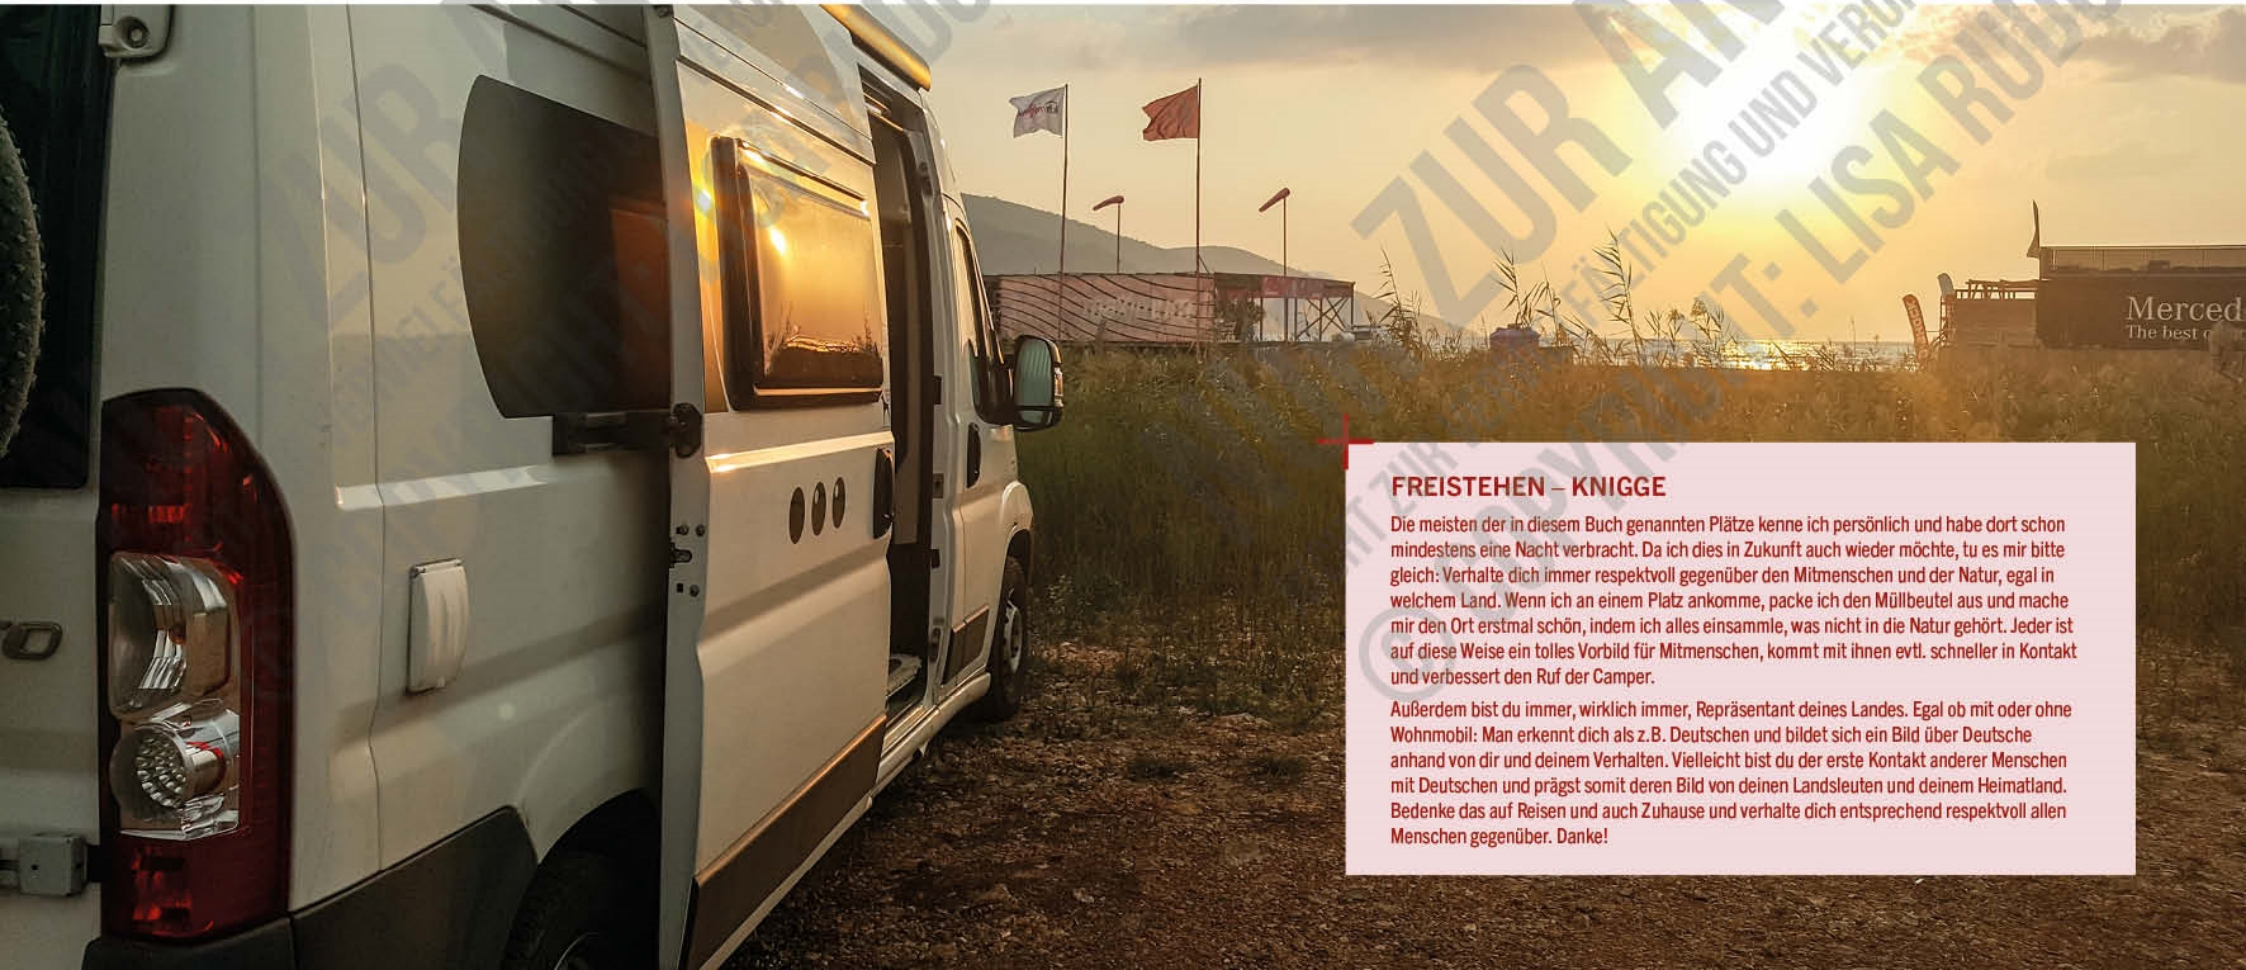 Merced
The best
FREISTEHEN – KNIGGE
Die meisten der in diesem Buch genannten Plätze kenne ich persönlich und habe dort schon
mindestens eine Nacht verbracht. Da ich dies in Zukunft auch wieder möchte, tu es mir bitte
gleich: Verhalte dich immer respektvoll gegenüber den Mitmenschen und der Natur, egal in
welchem Land. Wenn ich an einem Platz ankomme, packe ich den Müllbeutel aus und mache
mir den Ort erstmal schön, indem ich alles einsammle, was nicht in die Natur gehört. Jeder ist
auf diese Weise ein tolles Vorbild für Mitmenschen, kommt mit ihnen evtl. schneller in Kontakt
und verbessert den Ruf der Camper.
Außerdem bist du immer, wirklich immer, Repräsentant deines Landes. Egal ob mit oder ohne
Wohnmobil: Man erkennt dich als z.B. Deutschen und bildet sich ein Bild über Deutsche
anhand von dir und deinem Verhalten. Vielleicht bist du der erste Kontakt anderer Menschen
mit Deutschen und prägst somit deren Bild von deinen Landsleuten und deinem Heimatland.
Bedenke das auf Reisen und auch Zuhause und verhalte dich entsprechend respektvoll allen
Menschen gegenüber. Danke!
ZUR
ZUR
UND
© COPYRIGHT: LISA